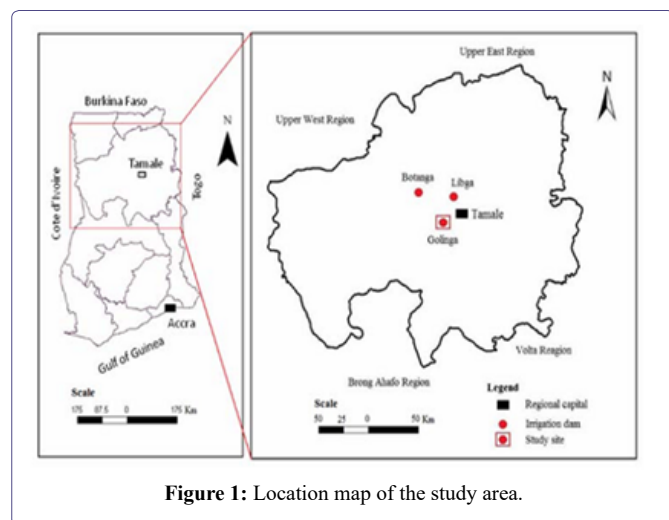 Burkina Faso
N
Tamale
Cote d'Ivoire
Togo
Accra
Gulf of Guinea
Scale
175 87.5 0 175 Km
Upper East Region
N
Upper West Region
Botanga
Libga
Tamale
Golinga
Volta Reagion
Brong Ahafo Region
Scale
50 25 0 50 Km
Legend
Regional capital
Irrigation dam
Study site
Figure 1: Location map of the study area.